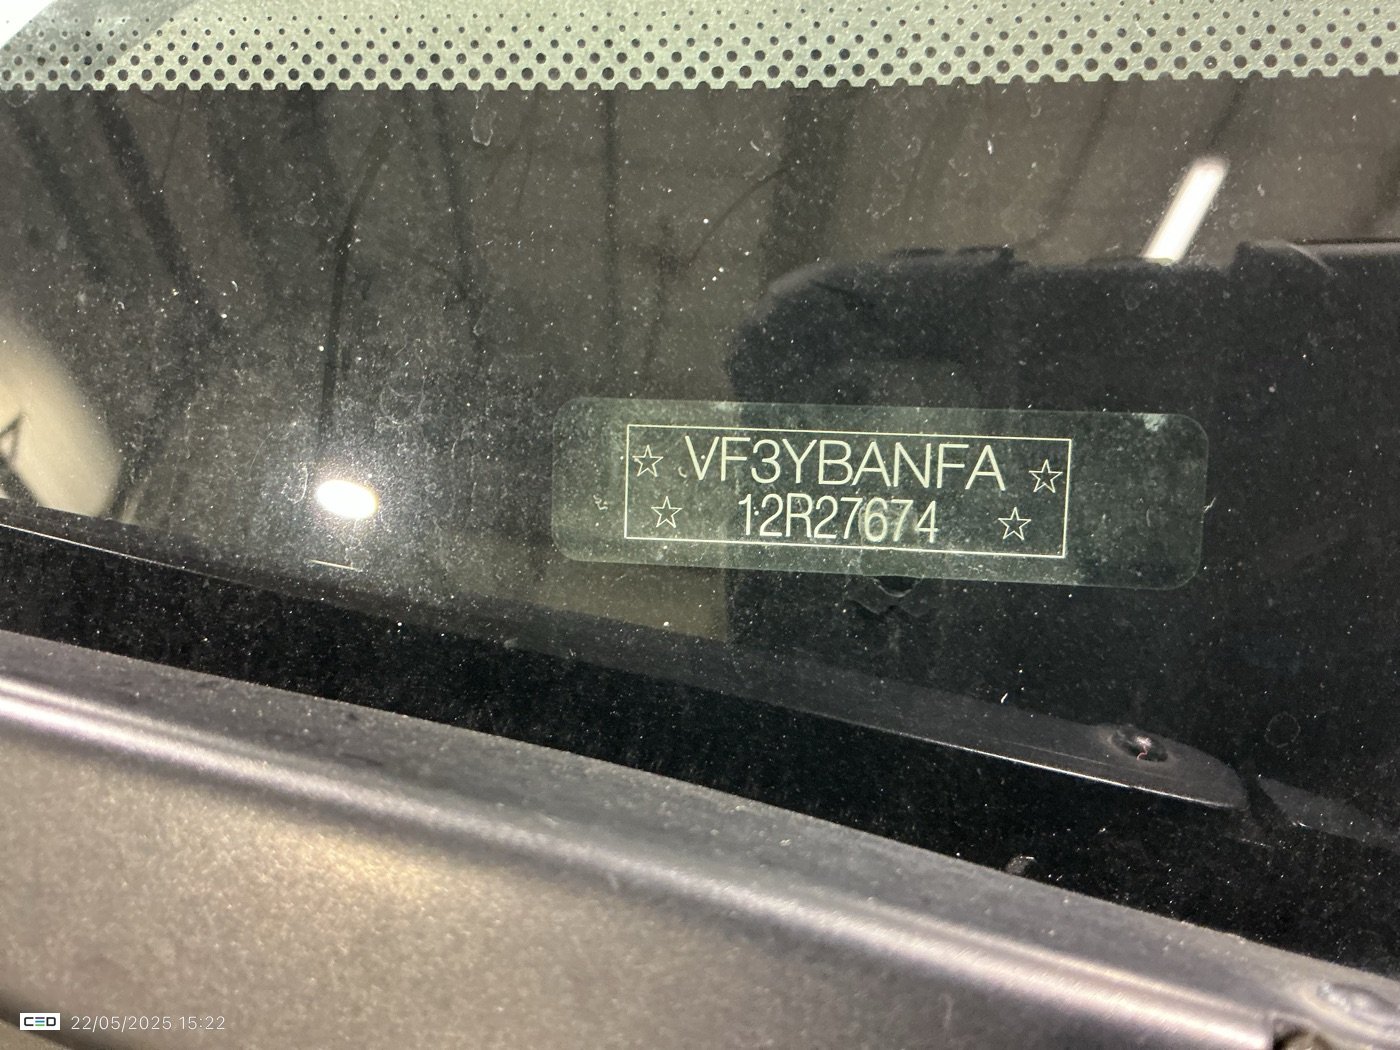 ☆ VF3YBANFA ☆
☆ 12R27674 ☆
CED 22/05/2025 15:22